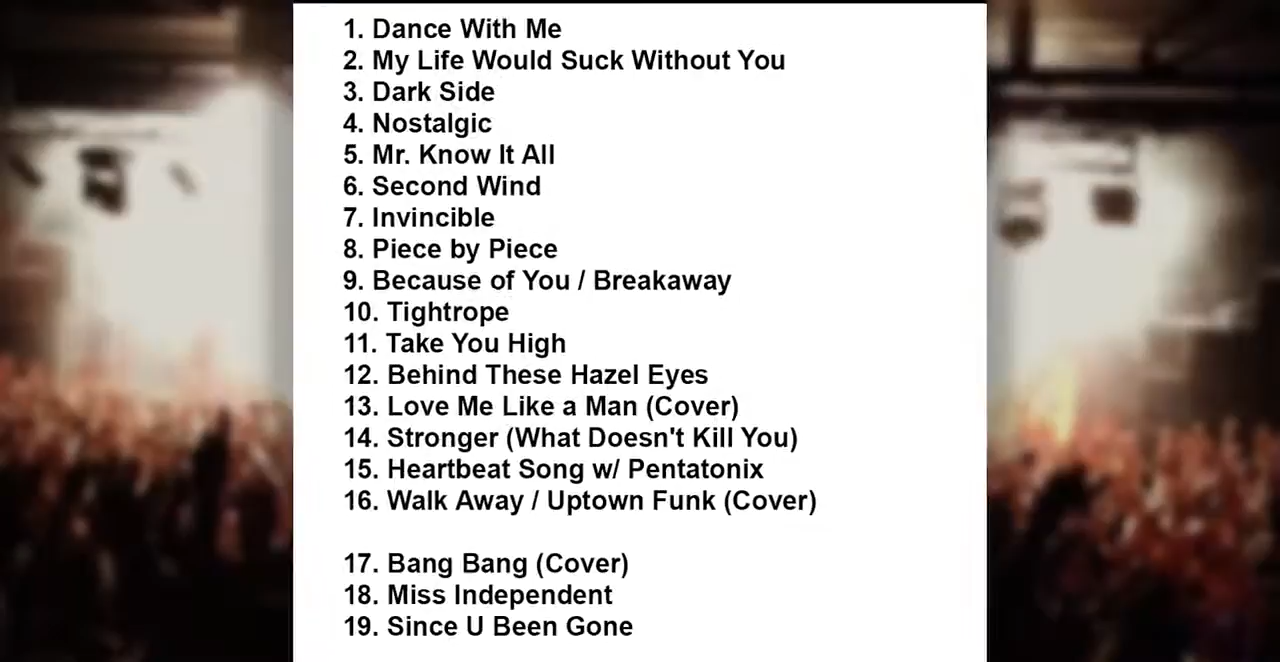 1. Dance With Me
2. My Life Would Suck Without You
3. Dark Side
4. Nostalgic
5. Mr. Know It All
6. Second Wind
7. Invincible
8. Piece by Piece
9. Because of You / Breakaway
10. Tightrope
11. Take You High
12. Behind These Hazel Eyes
13. Love Me Like a Man (Cover)
14. Stronger (What Doesn't Kill You)
15. Heartbeat Song w/ Pentatonix
16. Walk Away / Uptown Funk (Cover)
17. Bang Bang (Cover)
18. Miss Independent
19. Since U Been Gone